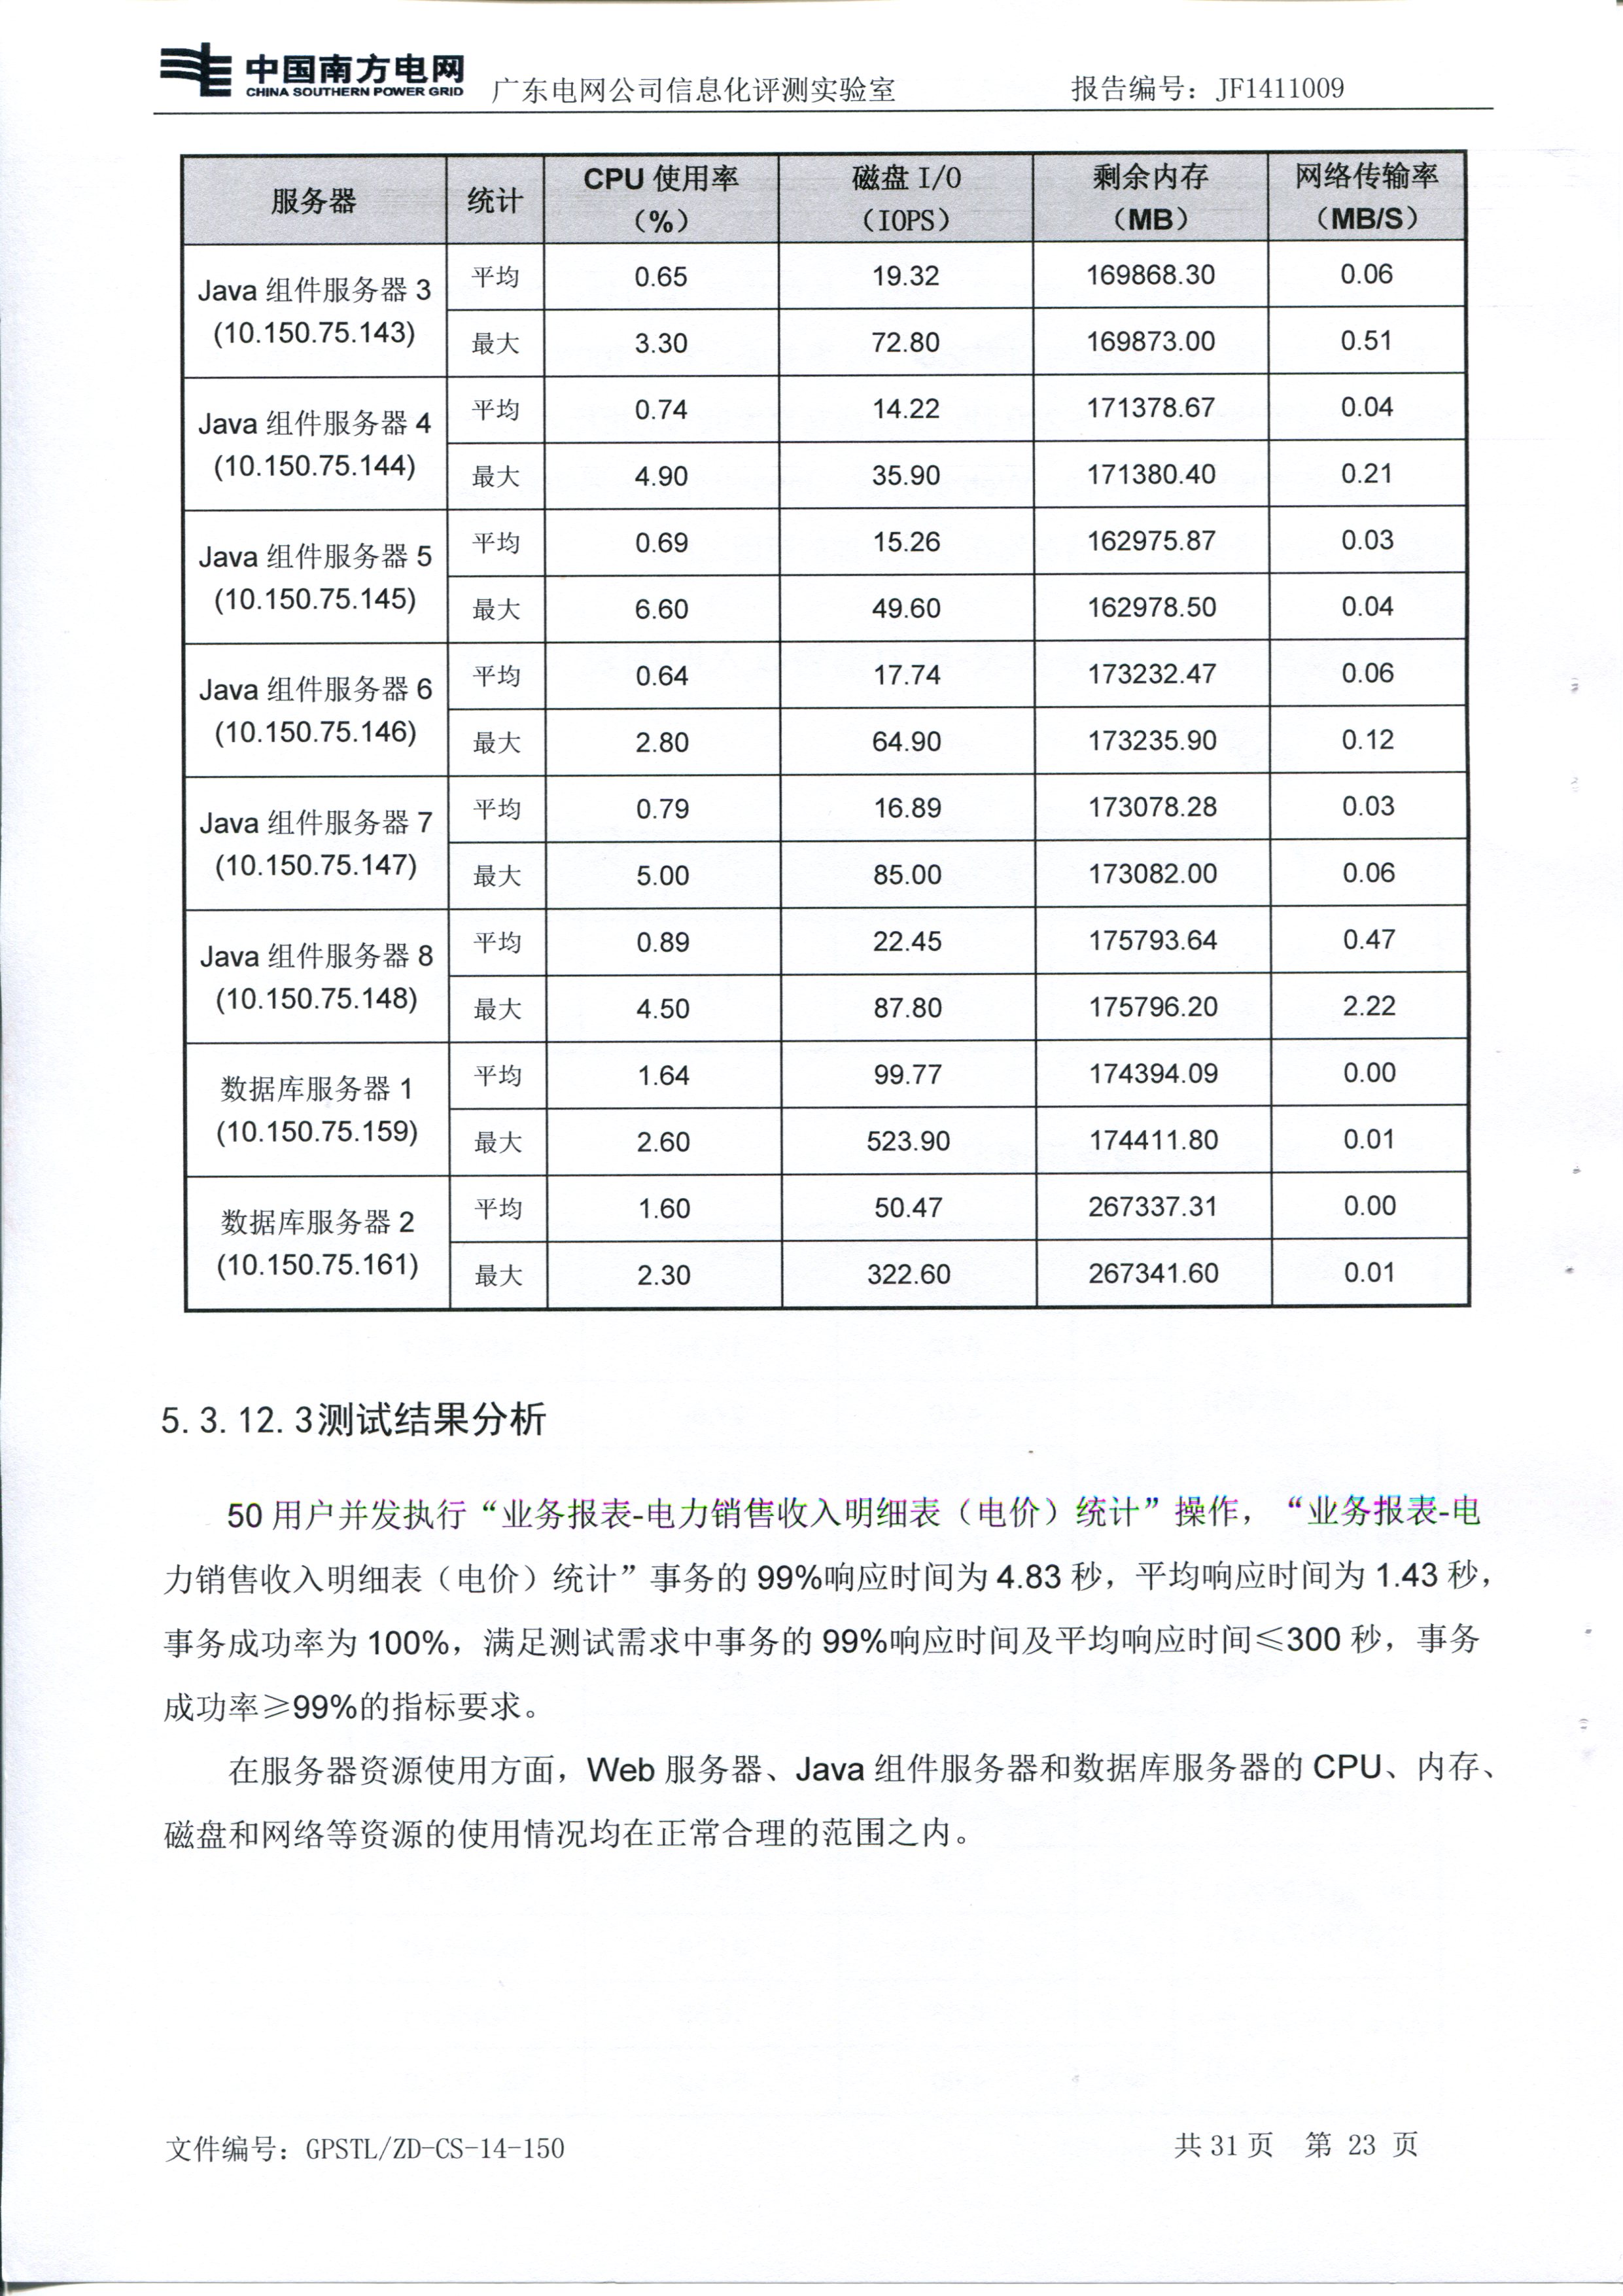 中国南方电网
CHINA SOUTHERN POWER GRID
广东电网公司信息化评测实验室 报告编号：JF1411009
服务器 统计 CPU 使用率（%） 磁盘 I/O（IOPS） 剩余内存（MB） 网络传输率（MB/S）
Java 组件服务器 3 (10.150.75.143) 平均 0.65 19.32 169868.30 0.06
最大 3.30 72.80 169873.00 0.51
Java 组件服务器 4 (10.150.75.144) 平均 0.74 14.22 171378.67 0.04
最大 4.90 35.90 171380.40 0.21
Java 组件服务器 5 (10.150.75.145) 平均 0.69 15.26 162975.87 0.03
最大 6.60 49.60 162978.50 0.04
Java 组件服务器 6 (10.150.75.146) 平均 0.64 17.74 173232.47 0.06
最大 2.80 64.90 173235.90 0.12
Java 组件服务器 7 (10.150.75.147) 平均 0.79 16.89 173078.28 0.03
最大 5.00 85.00 173082.00 0.06
Java 组件服务器 8 (10.150.75.148) 平均 0.89 22.45 175793.64 0.47
最大 4.50 87.80 175796.20 2.22
数据库服务器 1 (10.150.75.159) 平均 1.64 99.77 174394.09 0.00
最大 2.60 523.90 174411.80 0.01
数据库服务器 2 (10.150.75.161) 平均 1.60 50.47 267337.31 0.00
最大 2.30 322.60 267341.60 0.01
5.3.12.3测试结果分析
50 用户并发执行“业务报表-电力销售收入明细表（电价）统计”操作，“业务报表-电
力销售收入明细表（电价）统计”事务的 99%响应时间为 4.83 秒，平均响应时间为 1.43 秒，
事务成功率为 100%，满足测试需求中事务的 99%响应时间及平均响应时间≤300 秒，事务
成功率≥99%的指标要求。
在服务器资源使用方面，Web 服务器、Java 组件服务器和数据库服务器的 CPU、内存、
磁盘和网络等资源的使用情况均在正常合理的范围之内。
文件编号：GPSTL/ZD-CS-14-150 共 31 页 第 23 页